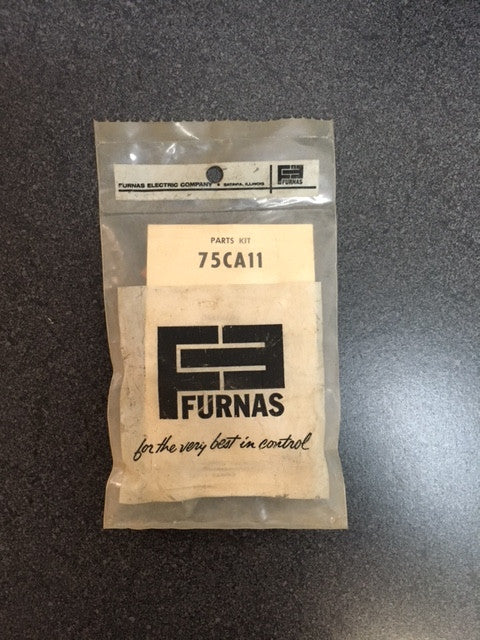 FURNAS ELECTRIC COMPANY • BATAVIA, ILLINOIS
FURNAS
PARTS KIT
75CA11
FURNAS
for the very best in control